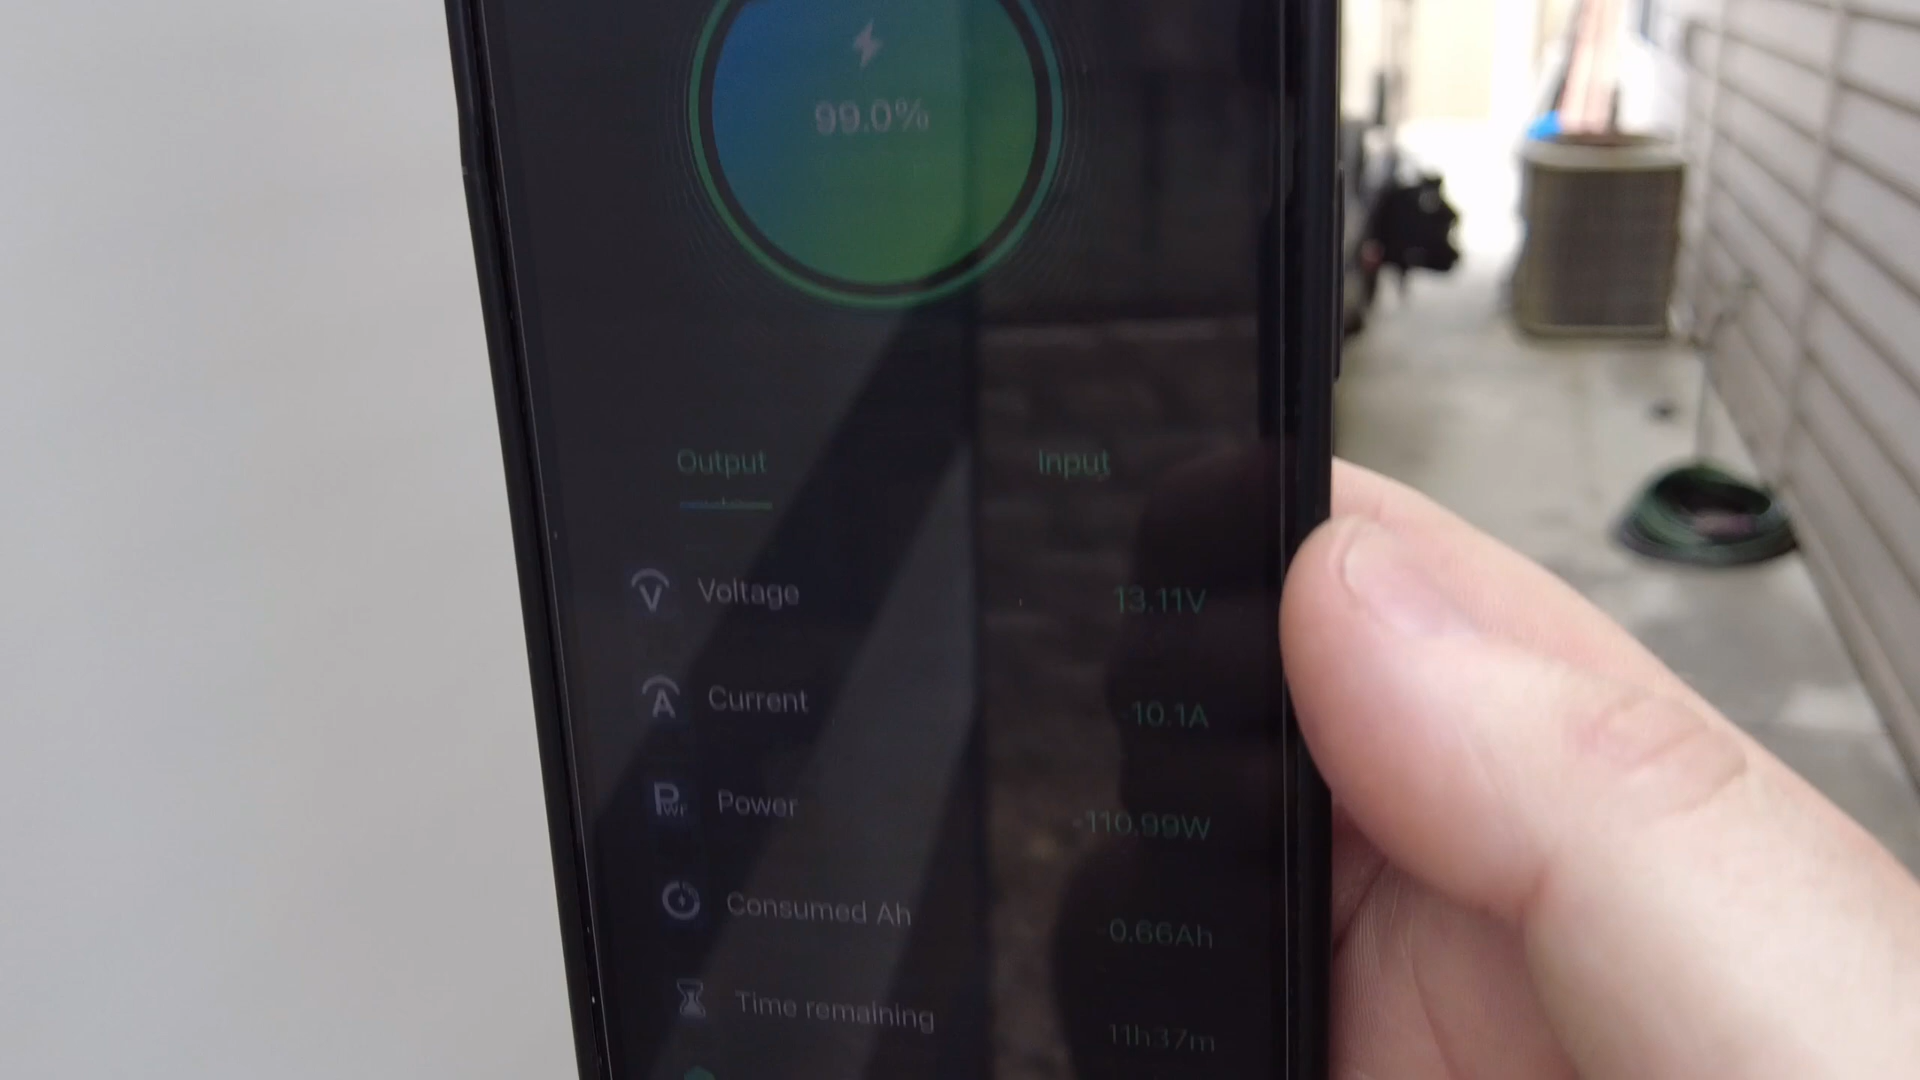 99.0%
Output Input
Voltage 13.11V
Current -10.1A
Power -110.99W
Consumed Ah -0.66Ah
Time remaining 11h37m